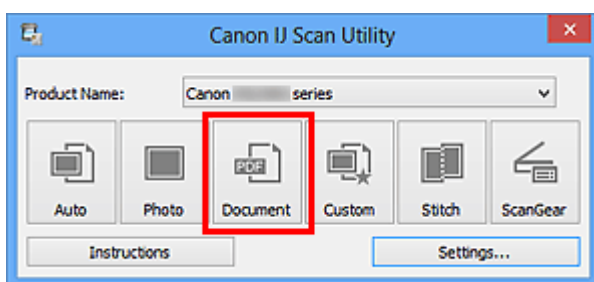 Canon IJ Scan Utility
Product Name: Canon series
PDF
Auto Photo Document Custom Stitch ScanGear
Instructions Settings...